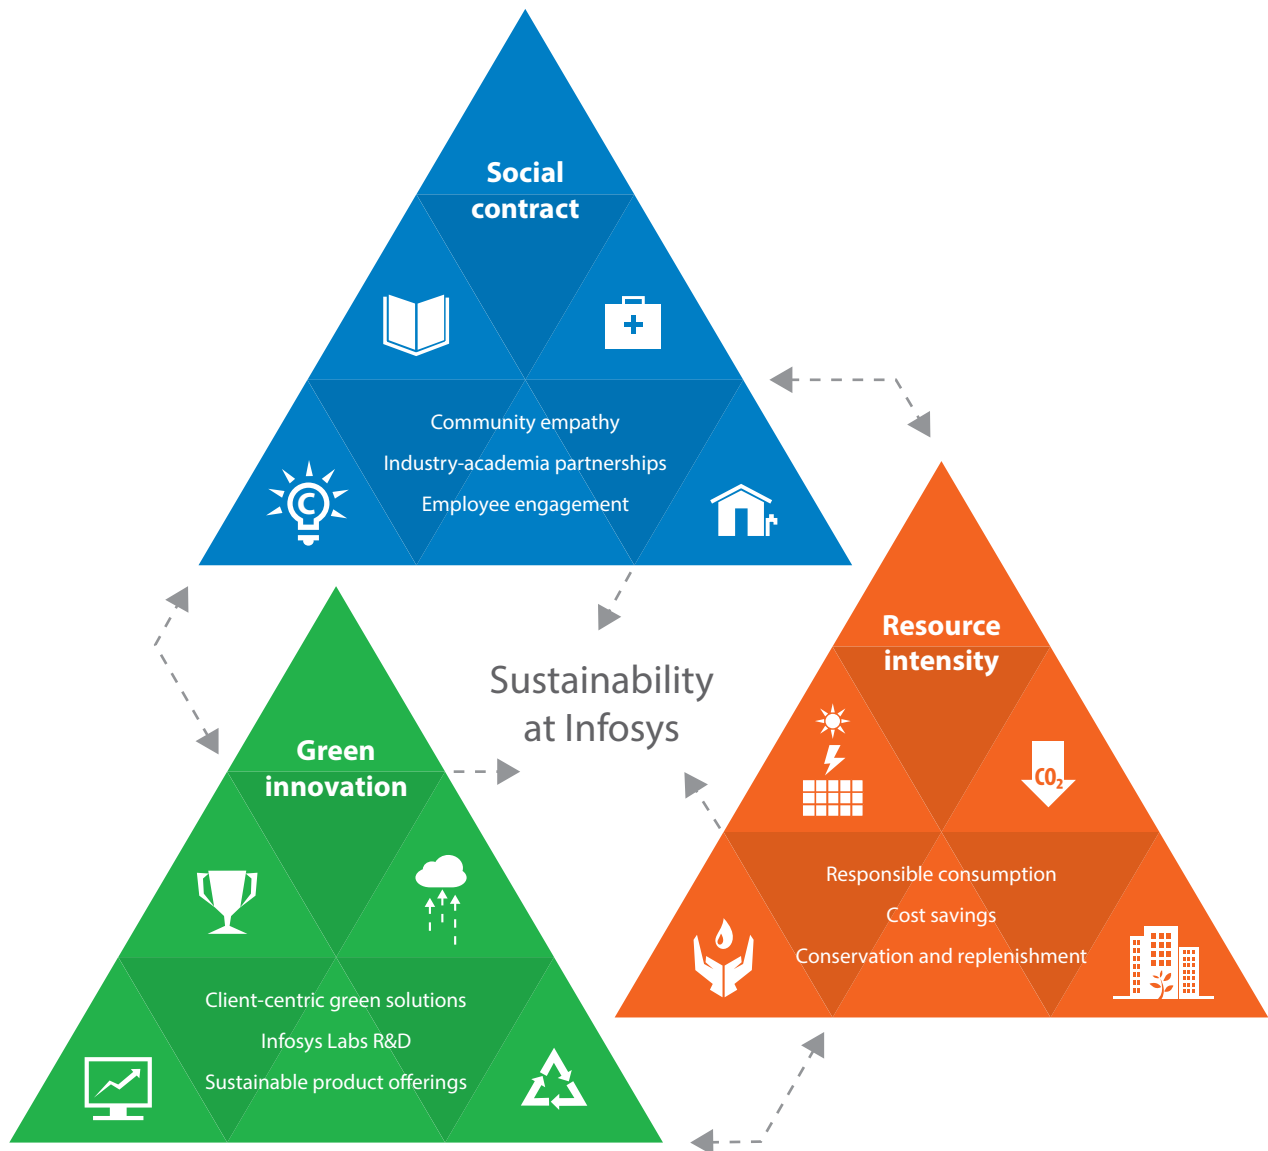 Social
contract
Community empathy
Industry-academia partnerships
Employee engagement
C
Sustainability
at Infosys
Resource
intensity
CO₂
Responsible consumption
Cost savings
Conservation and replenishment
Green
innovation
Client-centric green solutions
Infosys Labs R&D
Sustainable product offerings